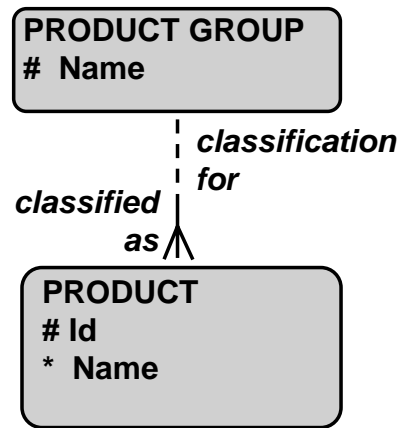 PRODUCT GROUP
# Name
classification
for
classified
as
PRODUCT
# Id
* Name